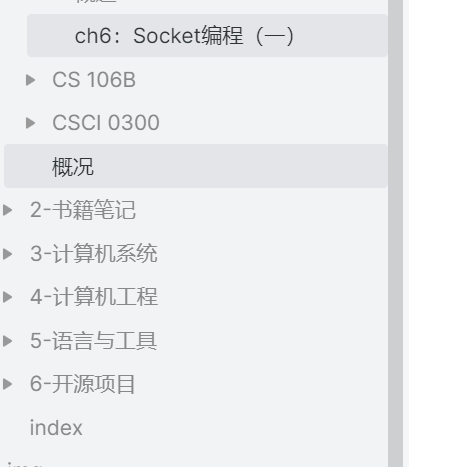 ch6：Socket编程（一）
CS 106B
CSCI 0300
概况
2-书籍笔记
3-计算机系统
4-计算机工程
5-语言与工具
6-开源项目
index